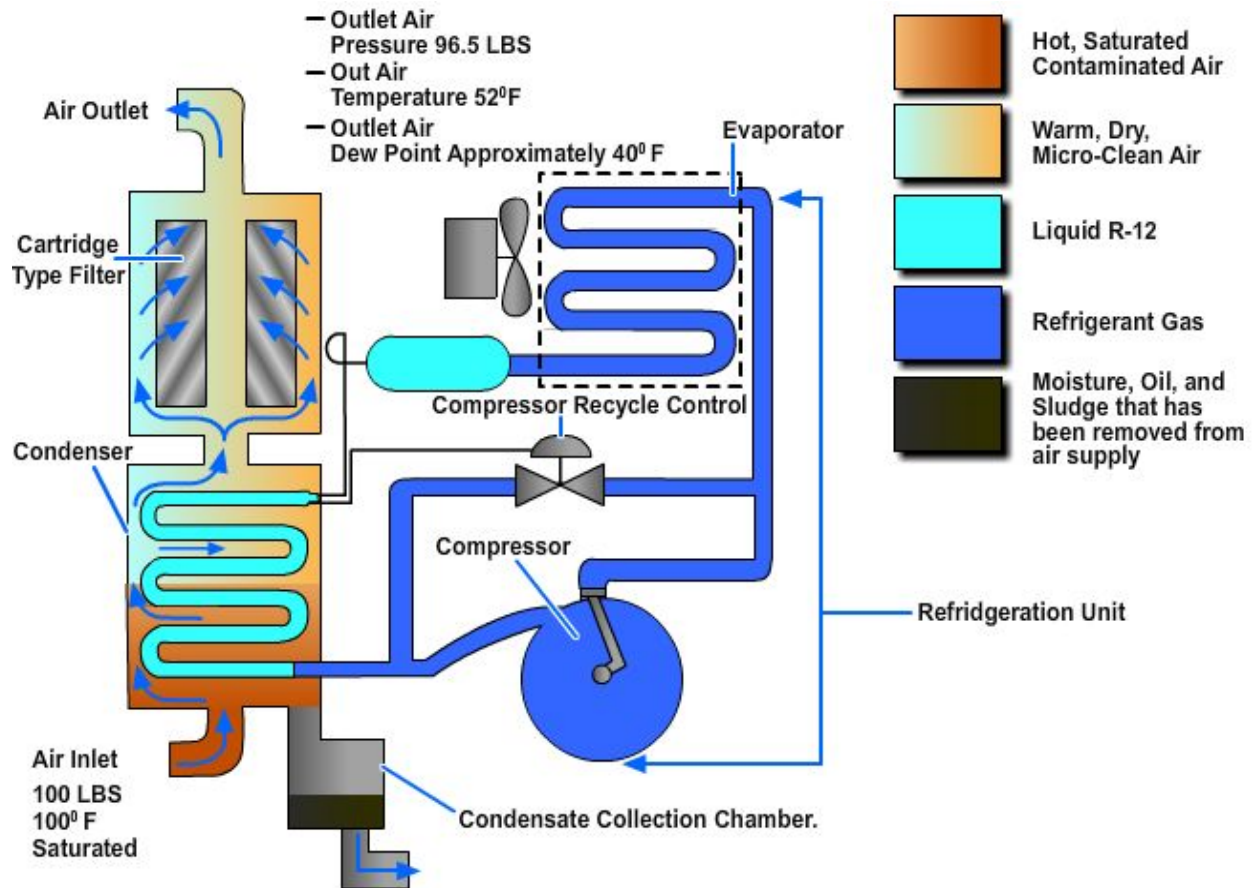 – Outlet Air
Pressure 96.5 LBS
– Out Air
Temperature 52⁰F
– Outlet Air
Dew Point Approximately 40⁰ F
Air Outlet
Cartridge
Type Filter
Condenser
Evaporator
Compressor Recycle Control
Compressor
Refridgeration Unit
Air Inlet
100 LBS
100⁰ F
Saturated
Condensate Collection Chamber.
Hot, Saturated
Contaminated Air
Warm, Dry,
Micro-Clean Air
Liquid R-12
Refrigerant Gas
Moisture, Oil, and
Sludge that has
been removed from
air supply